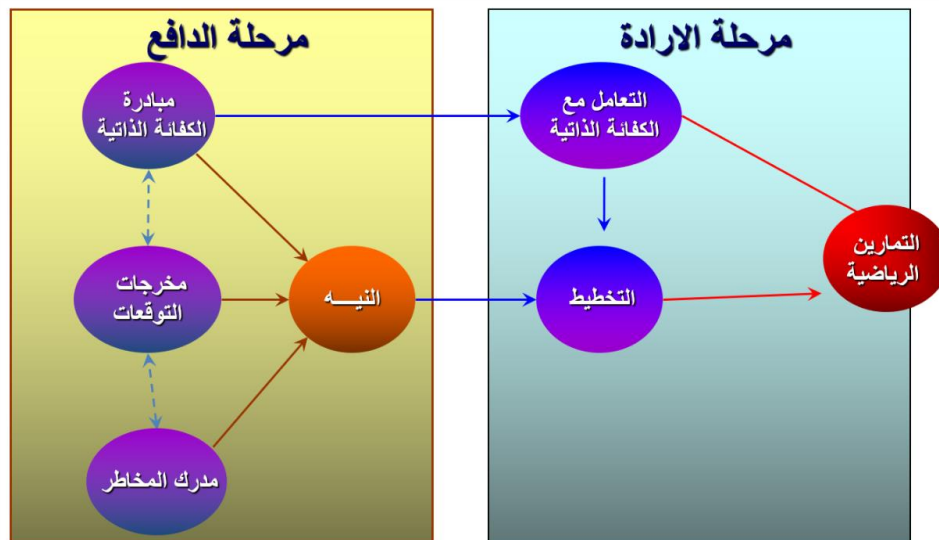 مرحلة الدافع
مرحلة الارادة
مبادرة
الكفائة الذاتية
التعامل مع
الكفائة الذاتية
مخرجات
التوقعات
النيـــه
التخطيط
التمارين
الرياضية
مدرك المخاطر